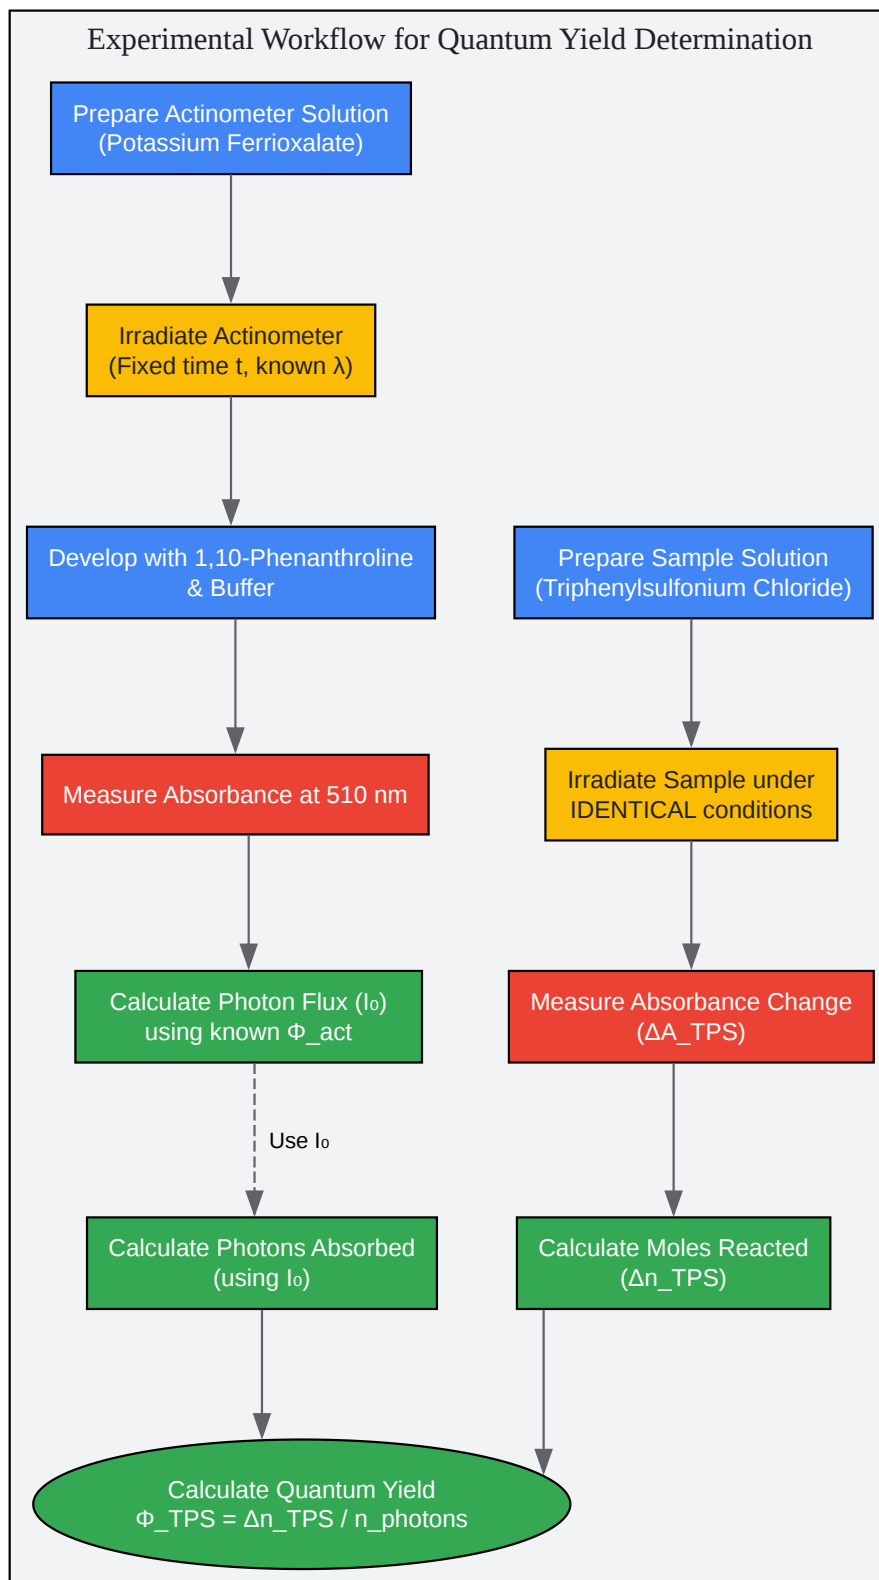 Experimental Workflow for Quantum Yield Determination
Prepare Actinometer Solution
(Potassium Ferrioxalate)
Irradiate Actinometer
(Fixed time t, known λ)
Develop with 1,10-Phenanthroline
& Buffer
Prepare Sample Solution
(Triphenylsulfonium Chloride)
Measure Absorbance at 510 nm
Irradiate Sample under
IDENTICAL conditions
Calculate Photon Flux (I₀)
using known Φ_act
Measure Absorbance Change
(ΔA_TPS)
Use I₀
Calculate Photons Absorbed
(using I₀)
Calculate Moles Reacted
(Δn_TPS)
Calculate Quantum Yield
Φ_TPS = Δn_TPS / n_photons